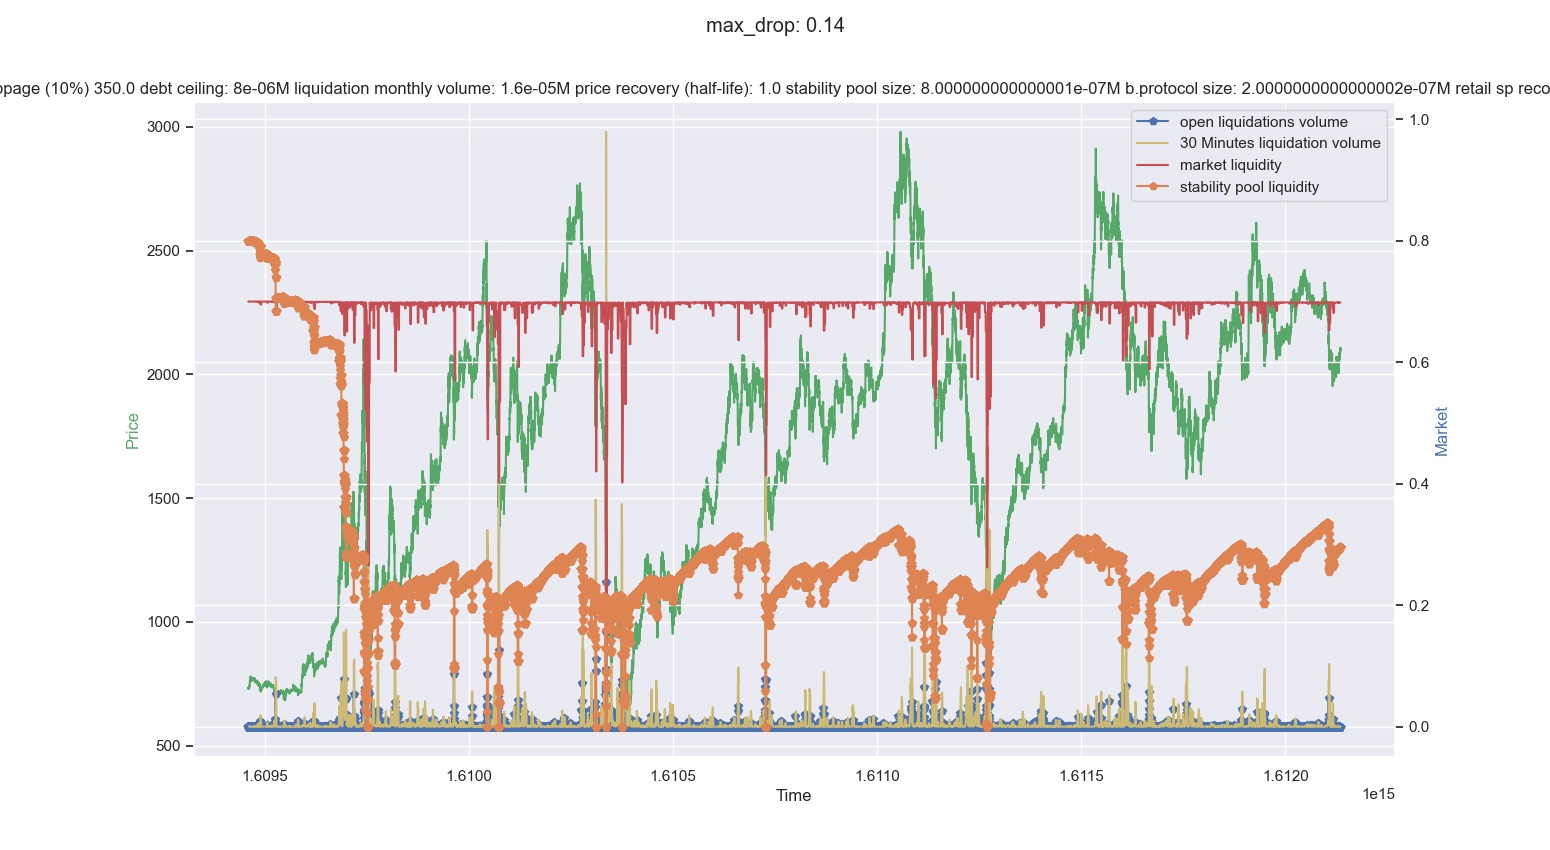 max_drop: 0.14
(10%) 350.0 debt ceiling: 8e-06M liquidation monthly volume: 1.6e-05M price recovery (half-life): 1.0 stability pool size: 8.000000000000001e-07M b.protocol size: 2.0000000000000002e-07M retail sp
open liquidations volume
30 Minutes liquidation volume
market liquidity
stability pool liquidity
3000
2500
2000
1500
1000
500
Price
1.0
0.8
0.6
0.4
0.2
0.0
Market
1.6095
1.6100
1.6105
1.6110
1.6115
1.6120
1e15
Time